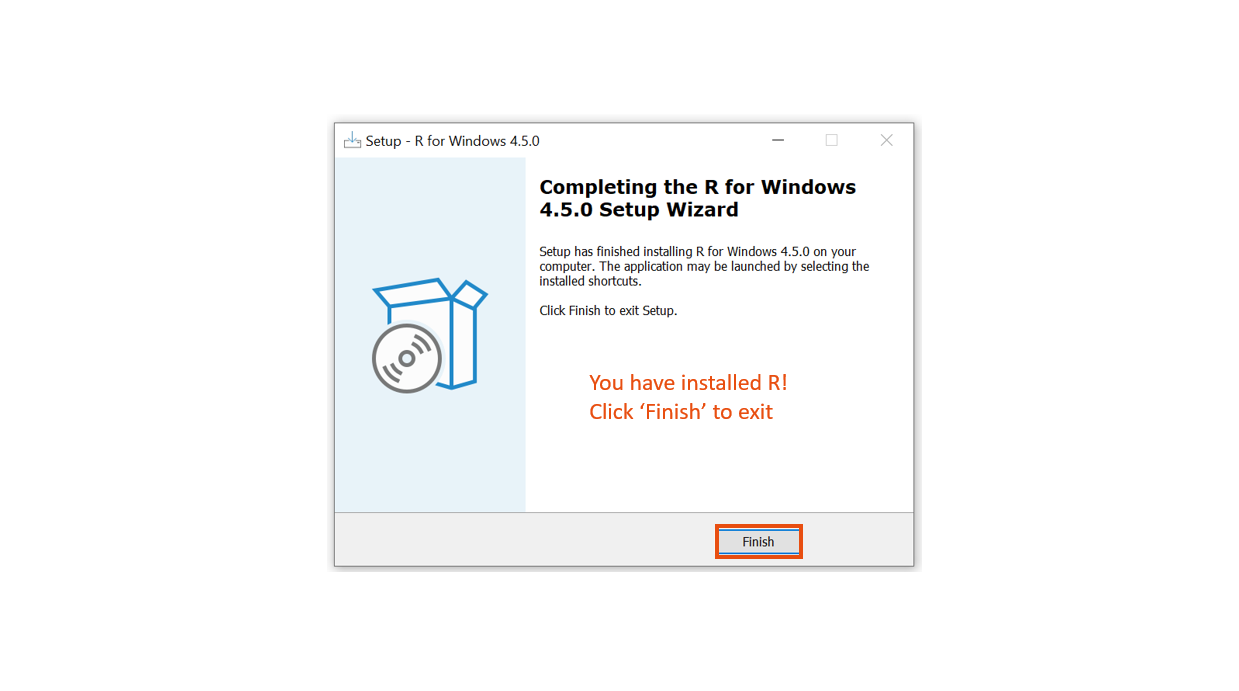 Setup - R for Windows 4.5.0
Completing the R for Windows
4.5.0 Setup Wizard
Setup has finished installing R for Windows 4.5.0 on your
computer. The application may be launched by selecting the
installed shortcuts.
Click Finish to exit Setup.
You have installed R!
Click ‘Finish’ to exit
Finish